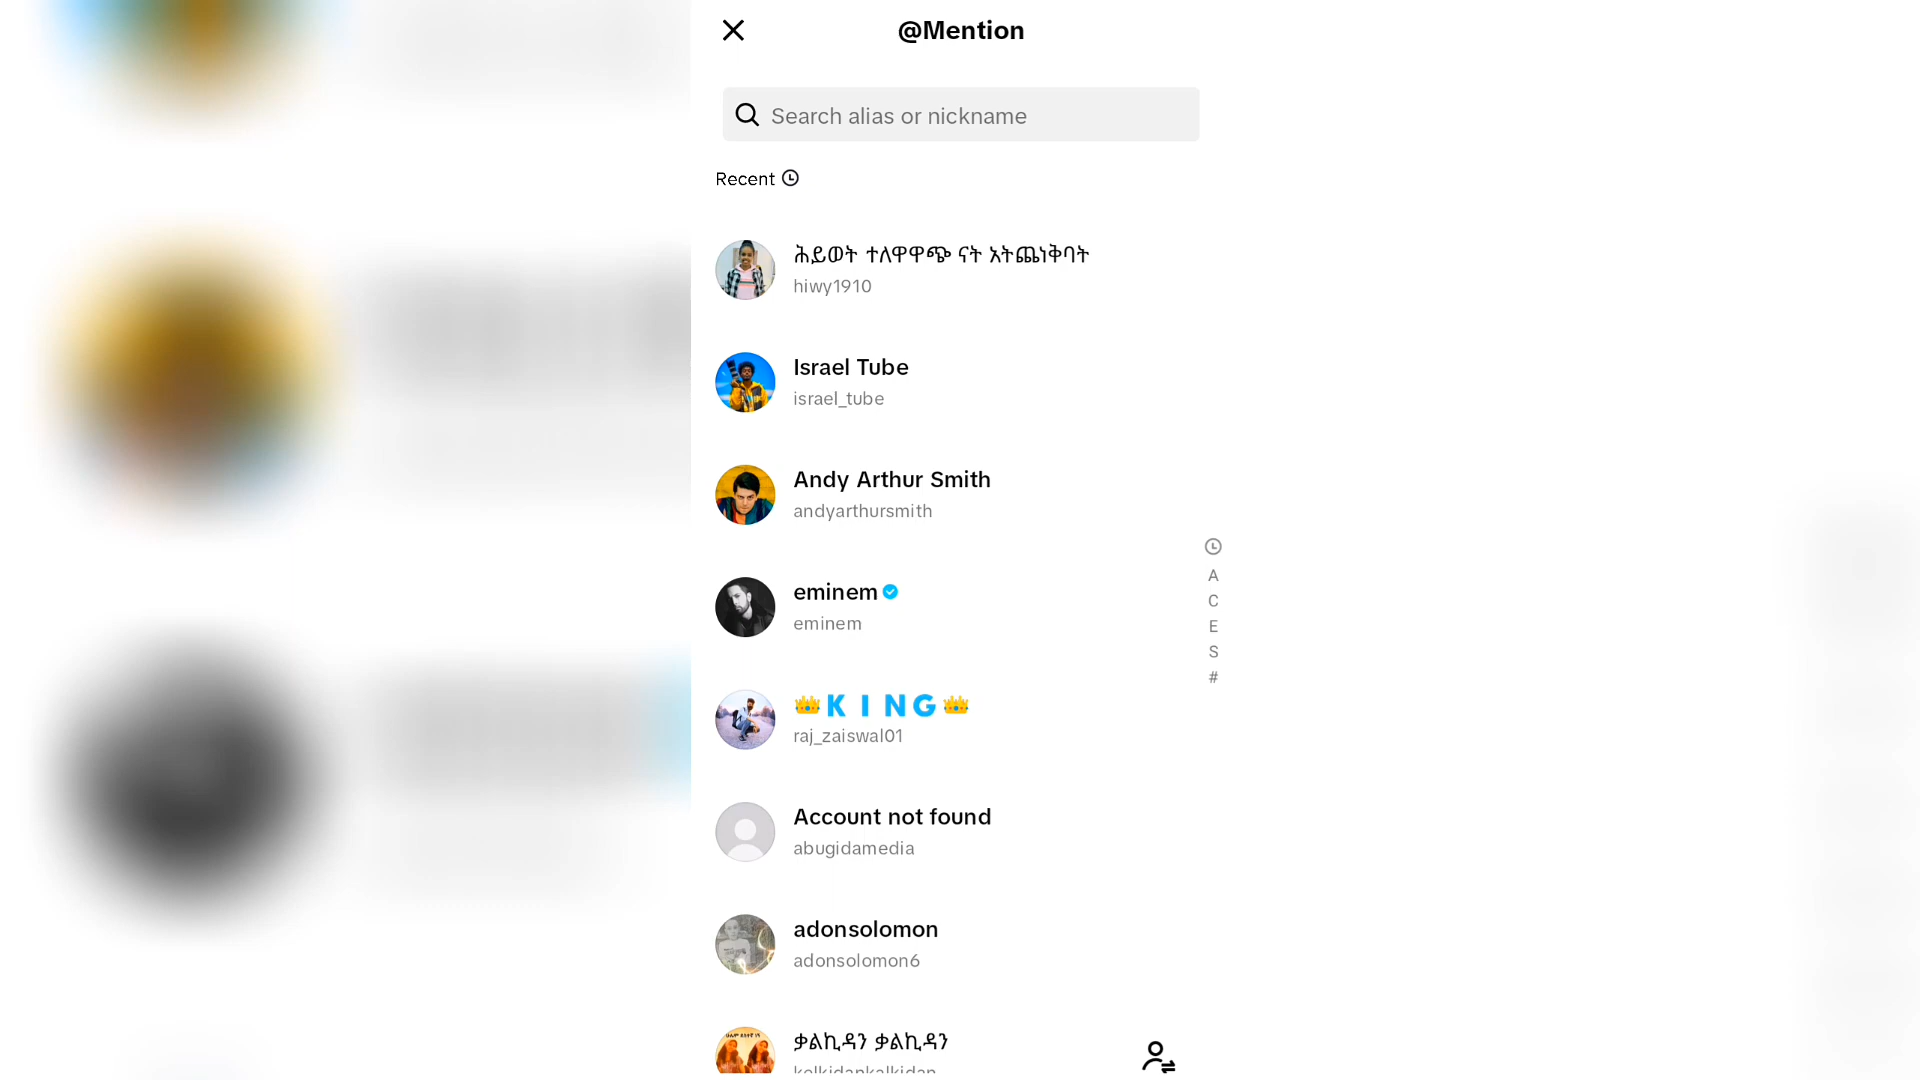 @Mention
Search alias or nickname
Recent
ሕይወት ተለዋዋጭ ናት አትጨነቅባት
hiwy1910
Israel Tube
israel_tube
Andy Arthur Smith
andyarthursmith
eminem
eminem
👑K I N G👑
raj_zaiswal01
Account not found
abugidamedia
adonsolomon
adonsolomon6
ቃልኪዳን ቃልኪዳን
kelkidankalkidan
A
C
E
S
#